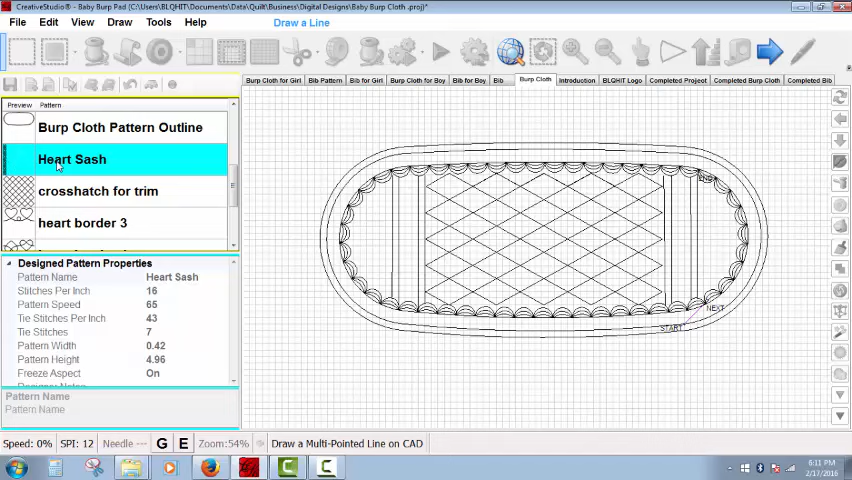 CreativeStudio - Baby Burp Pad (C:\Users\BLQHIT\Documents\Data\Quilt\Business\Digital Designs\Baby Burp Cloth .proj)*
File Edit View Draw Tools Help Draw a Line
Burp Cloth for Girl Bib Pattern Bib for Girl Burp Cloth for Boy Bib for Boy Bib Burp Cloth Introduction BLQHIT Logo Completed Project Completed Burp Cloth Completed Bib
Preview Pattern
Burp Cloth Pattern Outline
Heart Sash
crosshatch for trim
heart border 3
Designed Pattern Properties
Pattern Name Heart Sash
Stitches Per Inch 16
Pattern Speed 65
Tie Stitches Per Inch 43
Tie Stitches 7
Pattern Width 0.42
Pattern Height 4.96
Freeze Aspect On
Pattern Name
Pattern Name
END
NEXT
START
Speed: 0% SPI: 12 Needle --- G E Zoom:54% Draw a Multi-Pointed Line on CAD
6:11 PM
2/17/2016